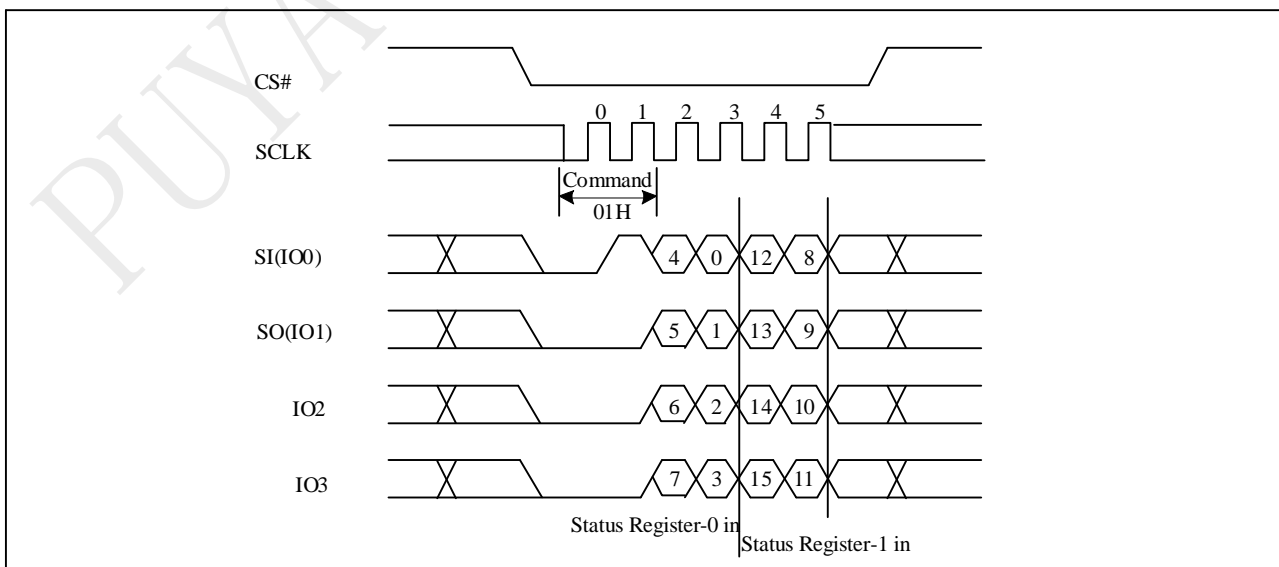 PUYA
CS#
0 1 2 3 4 5
SCLK
Command
01H
SI(IO0) 4 0 12 8
SO(IO1) 5 1 13 9
IO2 6 2 14 10
IO3 7 3 15 11
Status Register-0 in
Status Register-1 in